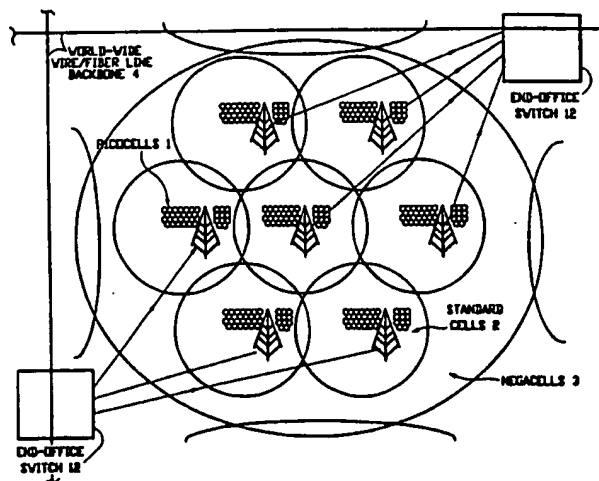 WORLD-WIDE
WIRE/FIBER LINE
BACKBONE 4
END-OFFICE
SWITCH 12
PICOCELLS 1
STANDARD
CELLS 2
MEGACELLS 3
END-OFFICE
SWITCH 12